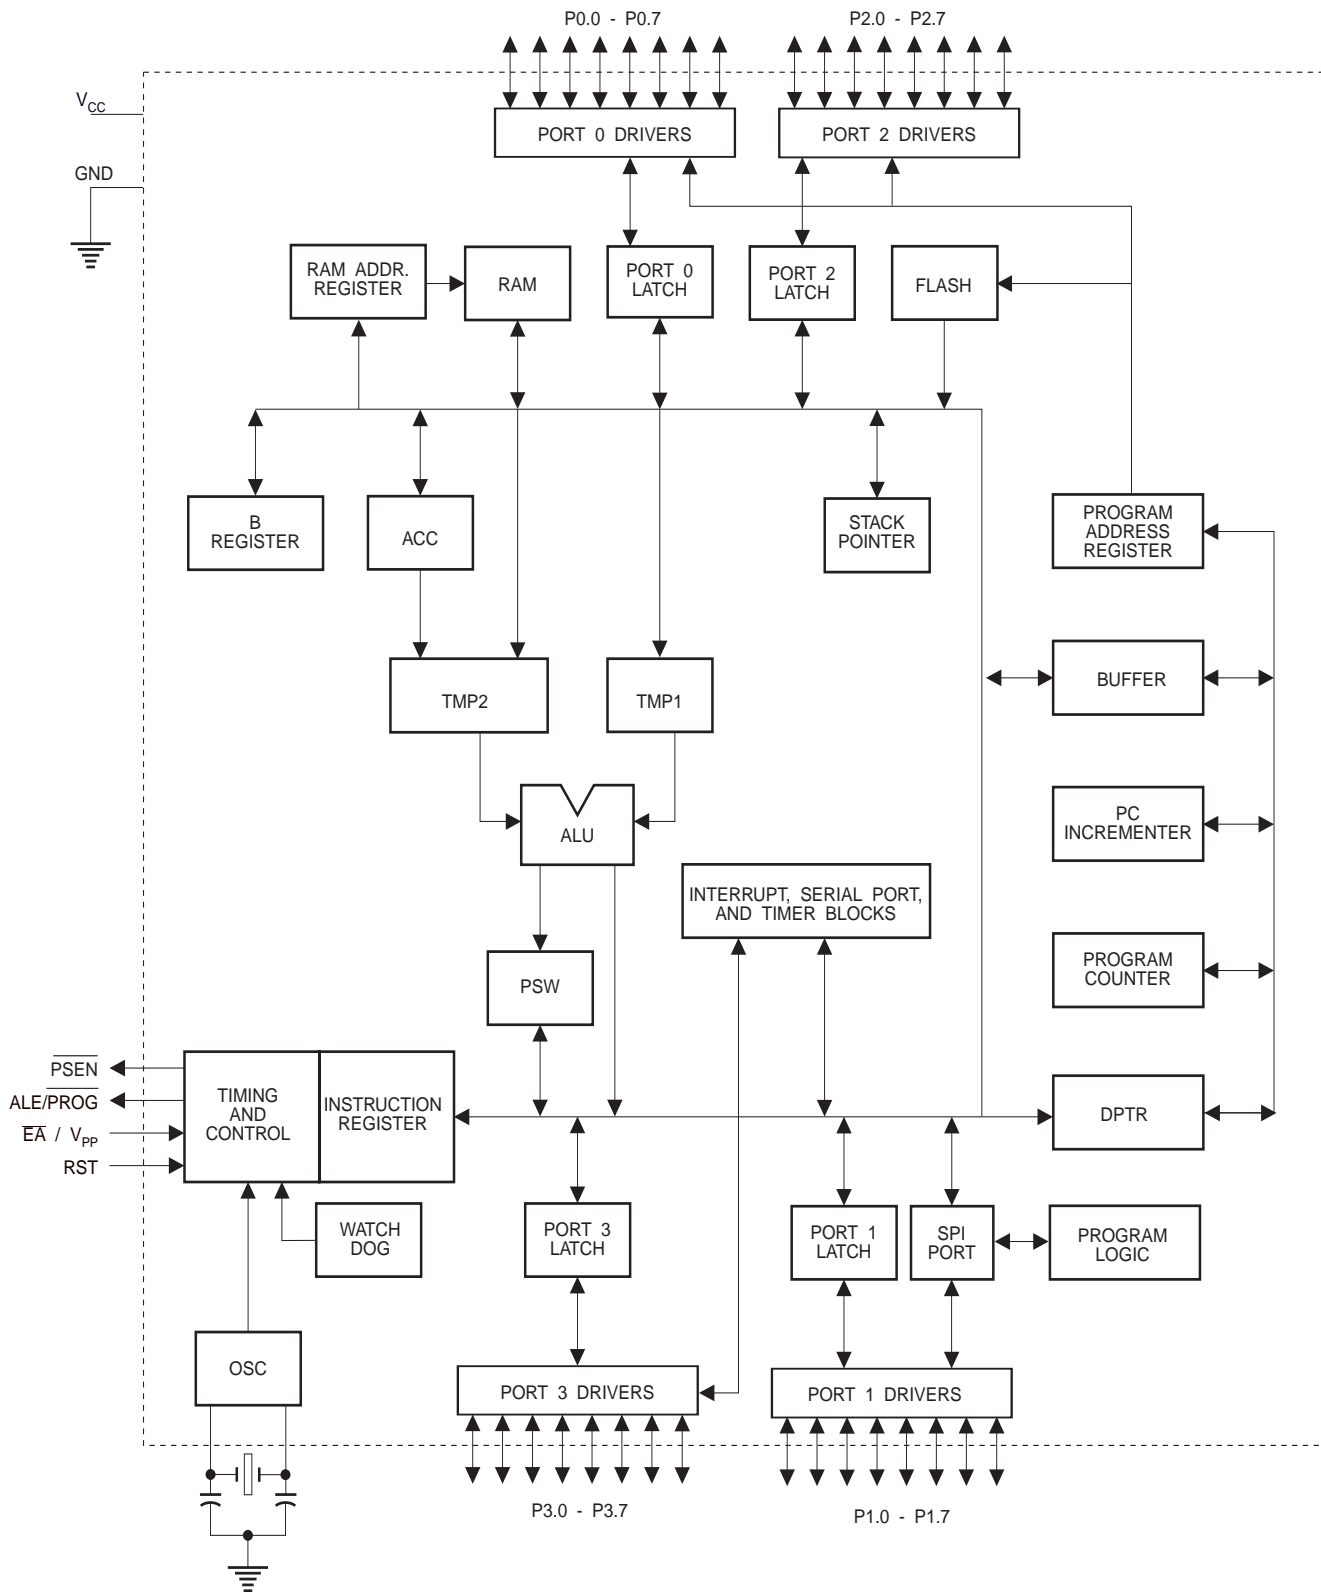 P0.0 - P0.7
P2.0 - P2.7
VCC
GND
PORT 0 DRIVERS
PORT 2 DRIVERS
RAM ADDR.
REGISTER
RAM
PORT 0
LATCH
PORT 2
LATCH
FLASH
B
REGISTER
ACC
STACK
POINTER
PROGRAM
ADDRESS
REGISTER
TMP2
TMP1
BUFFER
ALU
PC
INCREMENTER
INTERRUPT, SERIAL PORT,
AND TIMER BLOCKS
PSW
PROGRAM
COUNTER
PSEN
ALE/PROG
EA / VPP
RST
TIMING
AND
CONTROL
INSTRUCTION
REGISTER
DPTR
WATCH
DOG
PORT 3
LATCH
PORT 1
LATCH
SPI
PORT
PROGRAM
LOGIC
OSC
PORT 3 DRIVERS
PORT 1 DRIVERS
P3.0 - P3.7
P1.0 - P1.7